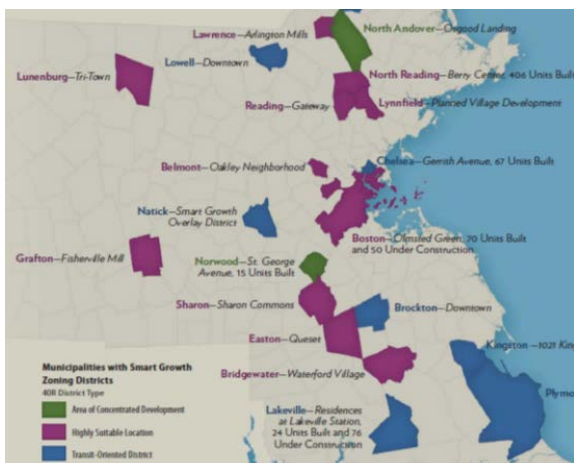 Lawrence—Arlington Mills
North Andover—Osgood Landing
Lowell—Downtown
Lunenburg—Tri-Town
North Reading—Berry Center, 406 Units Built
Reading—Gateway
Lynnfield—Planned Village Development
Belmont—Oakley Neighborhood
Chelsea—Gerrish Avenue, 67 Units Built
Natick—Smart Growth
Overlay District
Boston—Olmsted Green, 70 Units Built
and 50 Under Construction
Grafton—Fisherville Mill
Norwood—St. George
Avenue, 15 Units Built
Sharon—Sharon Commons
Brockton—Downtown
Easton—Queset
Kingston—1021 King
Bridgewater—Waterford Village
Plymo
Lakeville—Residences
at Lakeville Station,
24 Units Built and 76
Under Construction
Municipalities with Smart Growth
Zoning Districts
40R District Type
Area of Concentrated Development
Highly Suitable Location
Transit-Oriented District